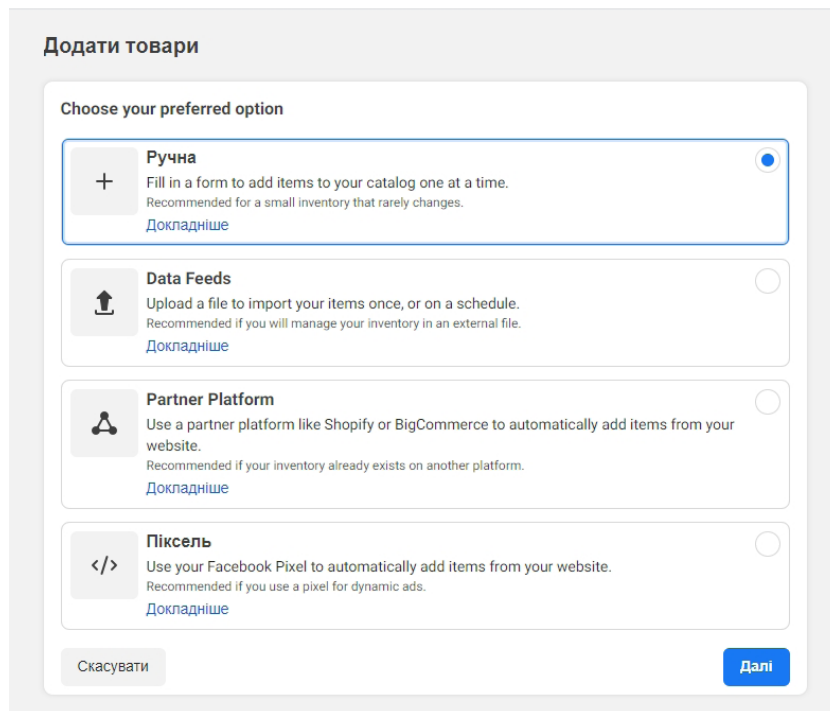 Додати товари
Choose your preferred option
Ручна
Fill in a form to add items to your catalog one at a time.
Recommended for a small inventory that rarely changes.
Докладніше
Data Feeds
Upload a file to import your items once, or on a schedule.
Recommended if you will manage your inventory in an external file.
Докладніше
Partner Platform
Use a partner platform like Shopify or BigCommerce to automatically add items from your
website.
Recommended if your inventory already exists on another platform.
Докладніше
Піксель
Use your Facebook Pixel to automatically add items from your website.
Recommended if you use a pixel for dynamic ads.
Докладніше
Скасувати
Далі